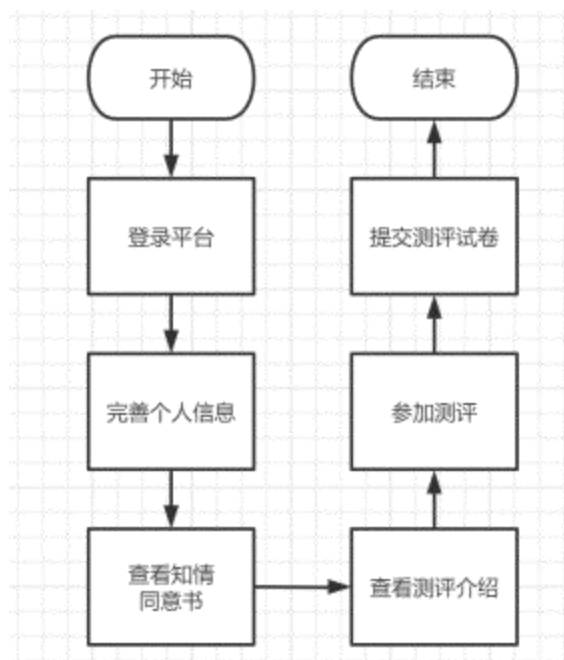 开始
登录平台
完善个人信息
查看知情
同意书
查看测评介绍
参加测评
提交测评试卷
结束